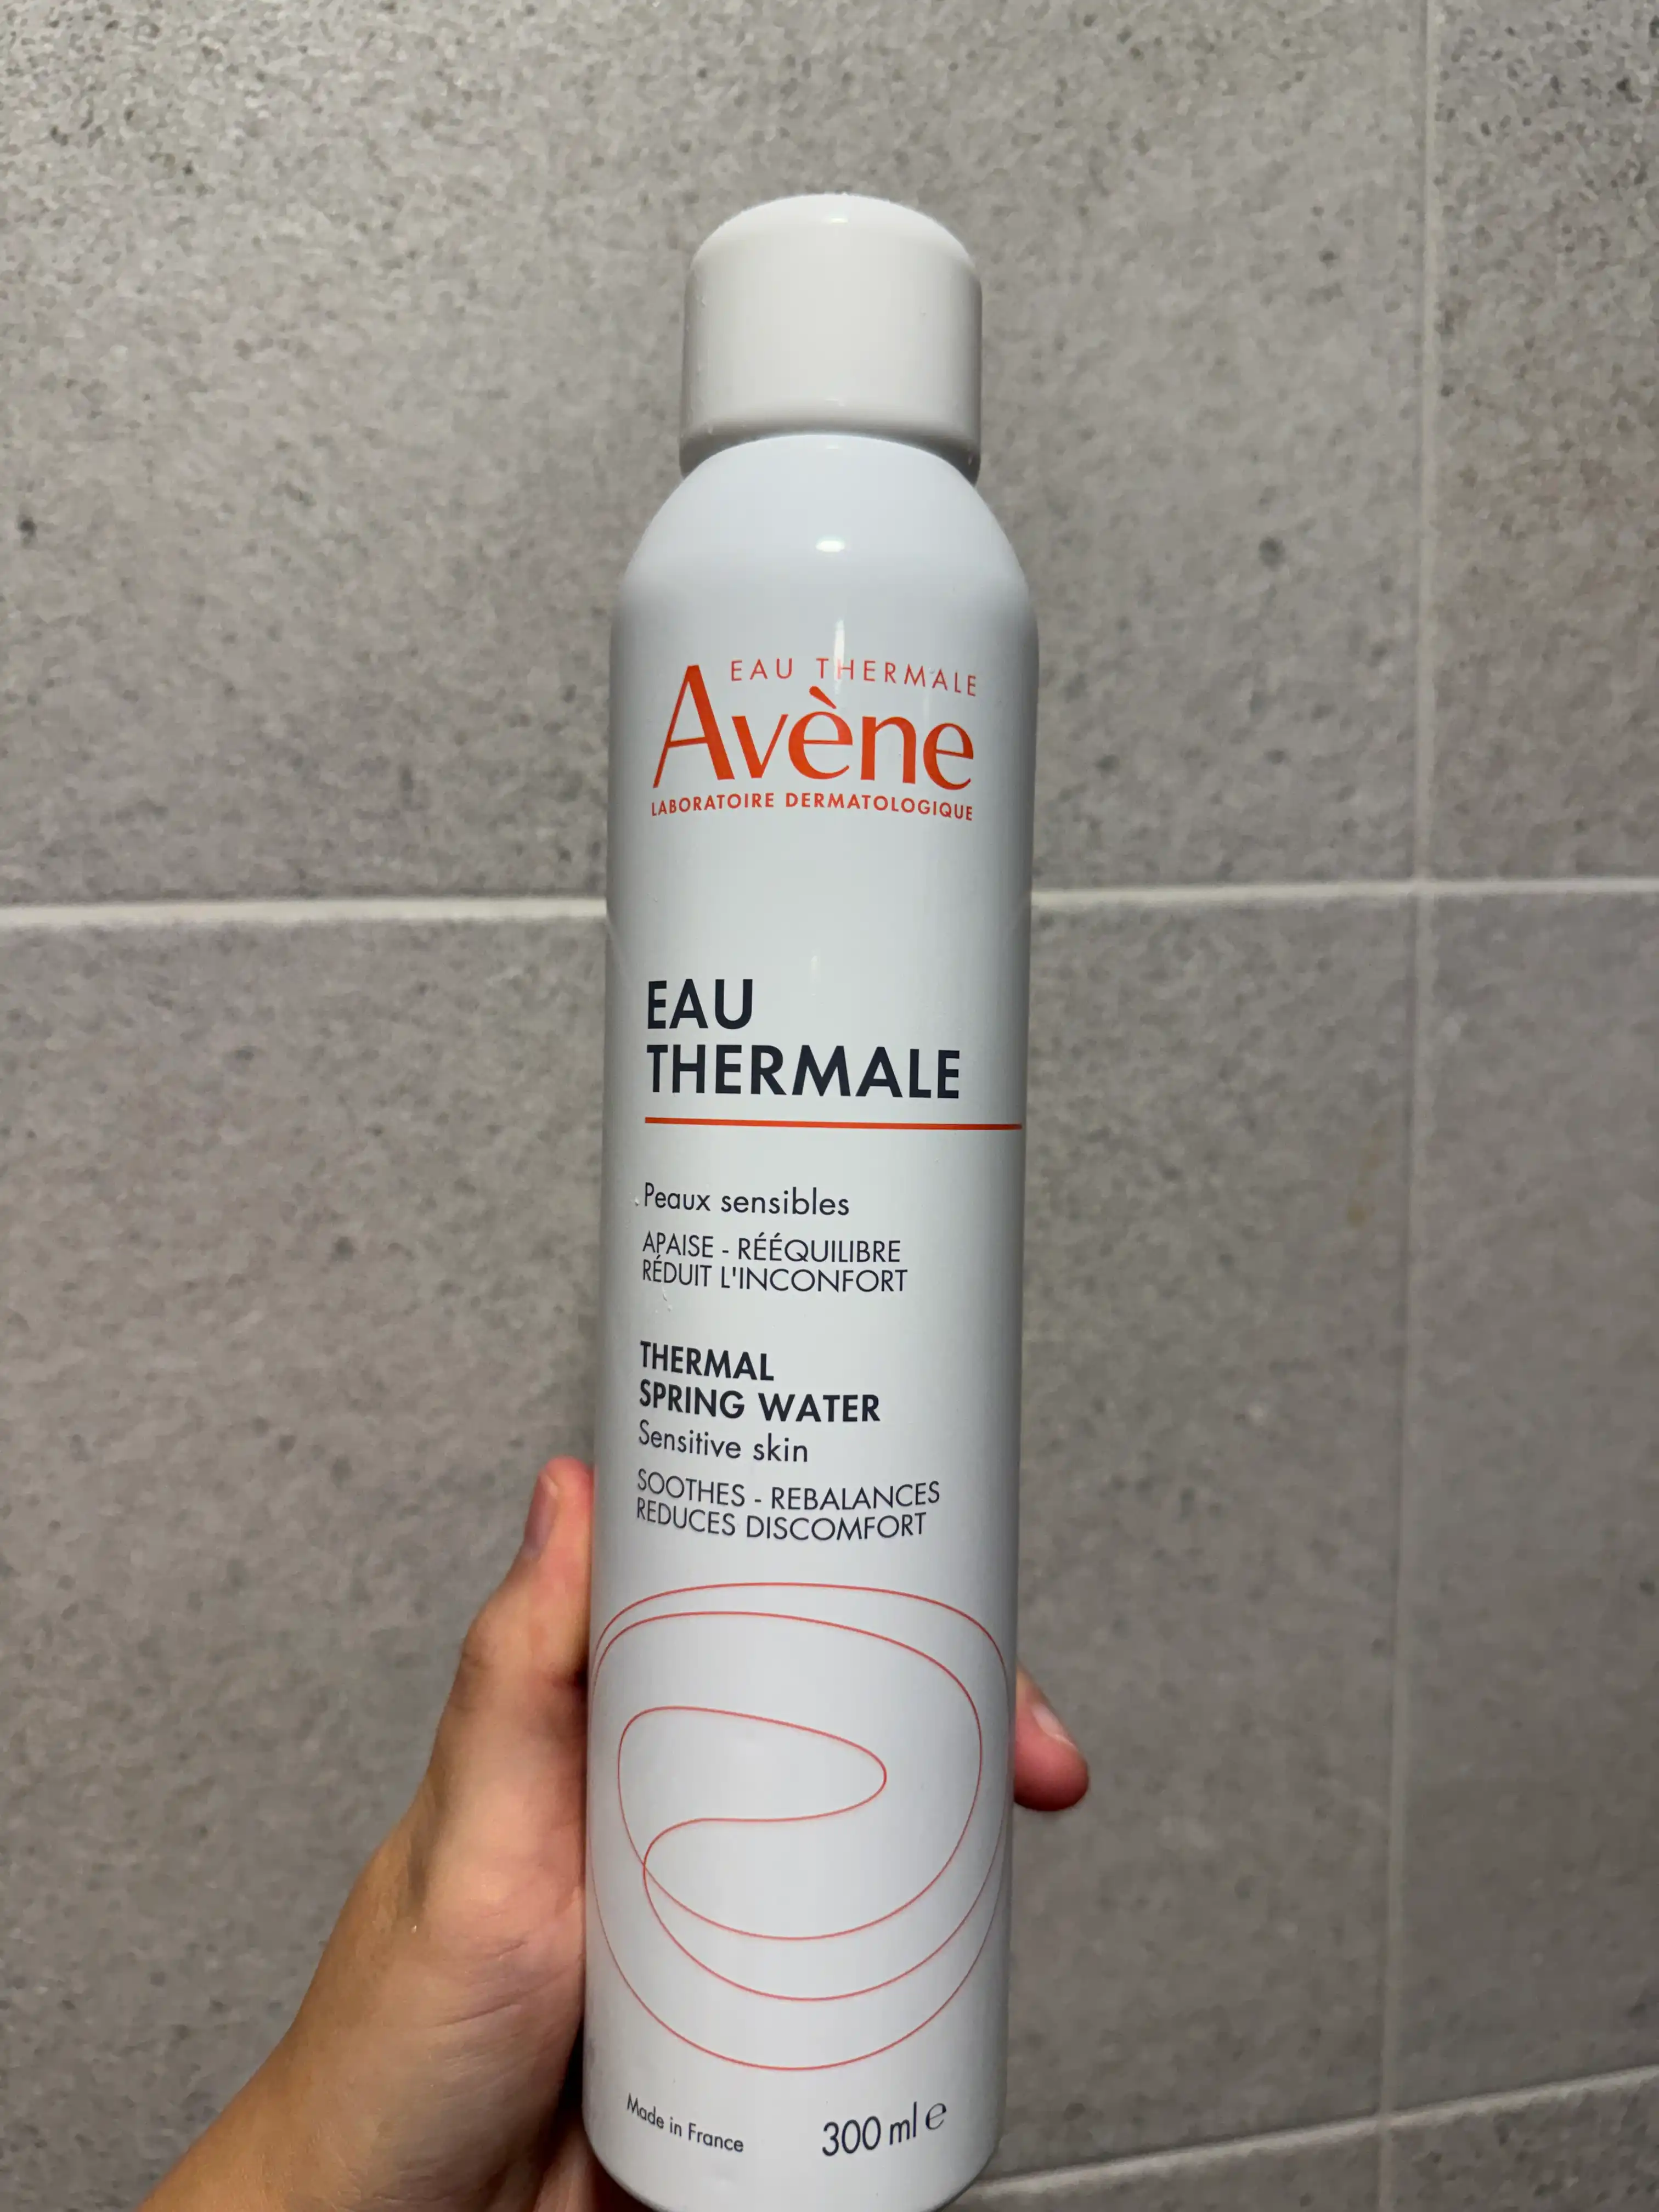 EAU THERMALE
Avène
LABORATOIRE DERMATOLOGIQUE
EAU
THERMALE
Peaux sensibles
APAISE - RÉÉQUILIBRE
RÉDUIT L'INCONFORT
THERMAL
SPRING WATER
Sensitive skin
SOOTHES - REBALANCES
REDUCES DISCOMFORT
Made in France
300 ml ℮